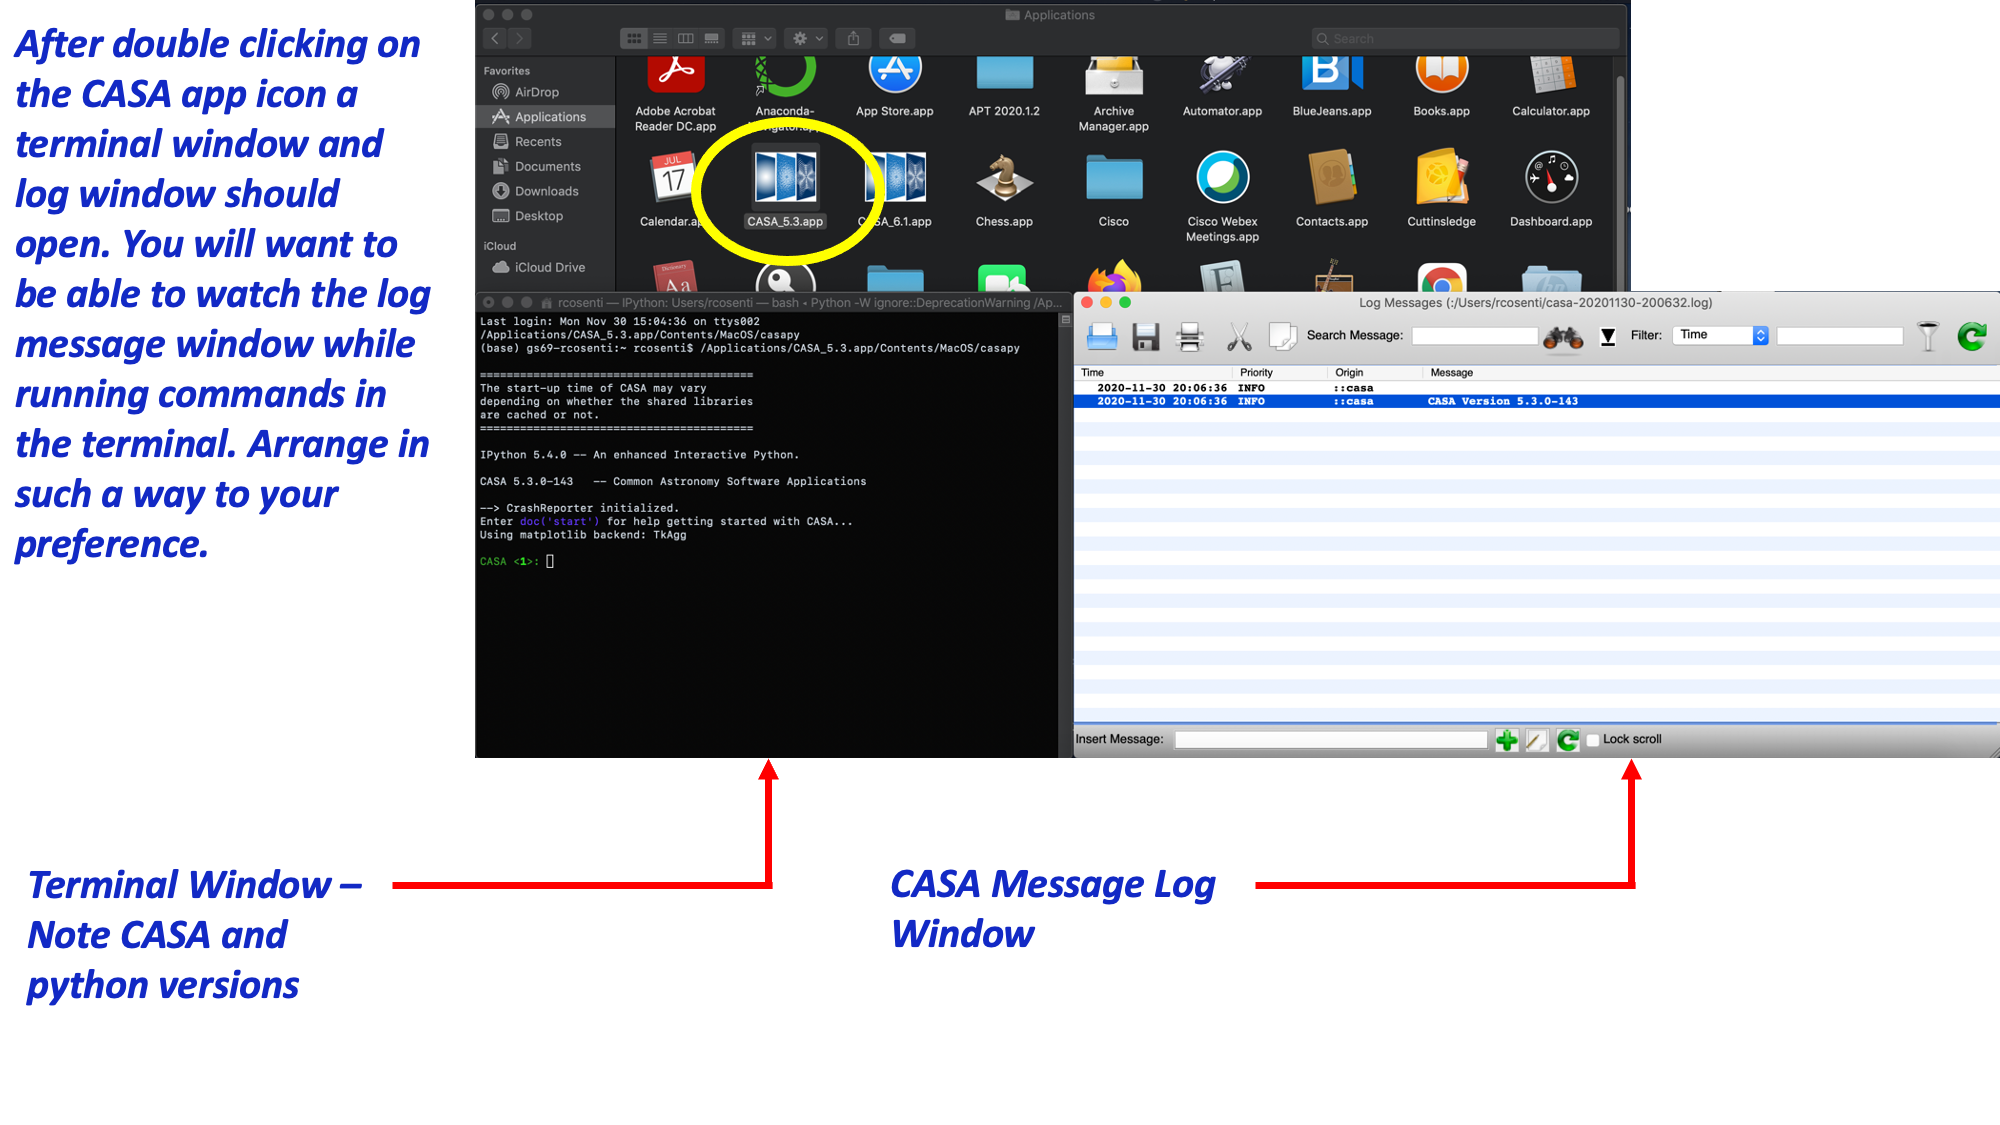 After double clicking on
the CASA app icon a
terminal window and
log window should
open. You will want to
be able to watch the log
message window while
running commands in
the terminal. Arrange in
such a way to your
preference.
Applications
Search
Favorites
AirDrop
Applications
Recents
Documents
Downloads
Desktop
iCloud
iCloud Drive
Adobe Acrobat
Reader DC.app
Anaconda-
App Store.app
APT 2020.1.2
Archive
Manager.app
Automator.app
BlueJeans.app
Books.app
Calculator.app
JUL
17
Calendar.ap
CASA_5.3.app
C SA_6.1.app
Chess.app
Cisco
Cisco Webex
Meetings.app
Contacts.app
Cuttinsledge
Dashboard.app
Dictionary
Aa
rcosenti — IPython: Users/rcosenti — bash ◂ Python -W ignore::DeprecationWarning /Ap...
Last login: Mon Nov 30 15:04:36 on ttys002
/Applications/CASA_5.3.app/Contents/MacOS/casapy
(base) gs69-rcosenti:~ rcosenti$ /Applications/CASA_5.3.app/Contents/MacOS/casapy
=========================================
The start-up time of CASA may vary
depending on whether the shared libraries
are cached or not.
=========================================
IPython 5.4.0 -- An enhanced Interactive Python.
CASA 5.3.0-143   -- Common Astronomy Software Applications
--> CrashReporter initialized.
Enter doc('start') for help getting started with CASA...
Using matplotlib backend: TkAgg
CASA <1>:
Log Messages (:/Users/rcosenti/casa-20201130-200632.log)
Search Message:
Filter:
Time
Time Priority Origin Message
2020-11-30 20:06:36 INFO ::casa
2020-11-30 20:06:36 INFO ::casa CASA Version 5.3.0-143
Insert Message:
Lock scroll
Terminal Window –
Note CASA and
python versions
CASA Message Log
Window